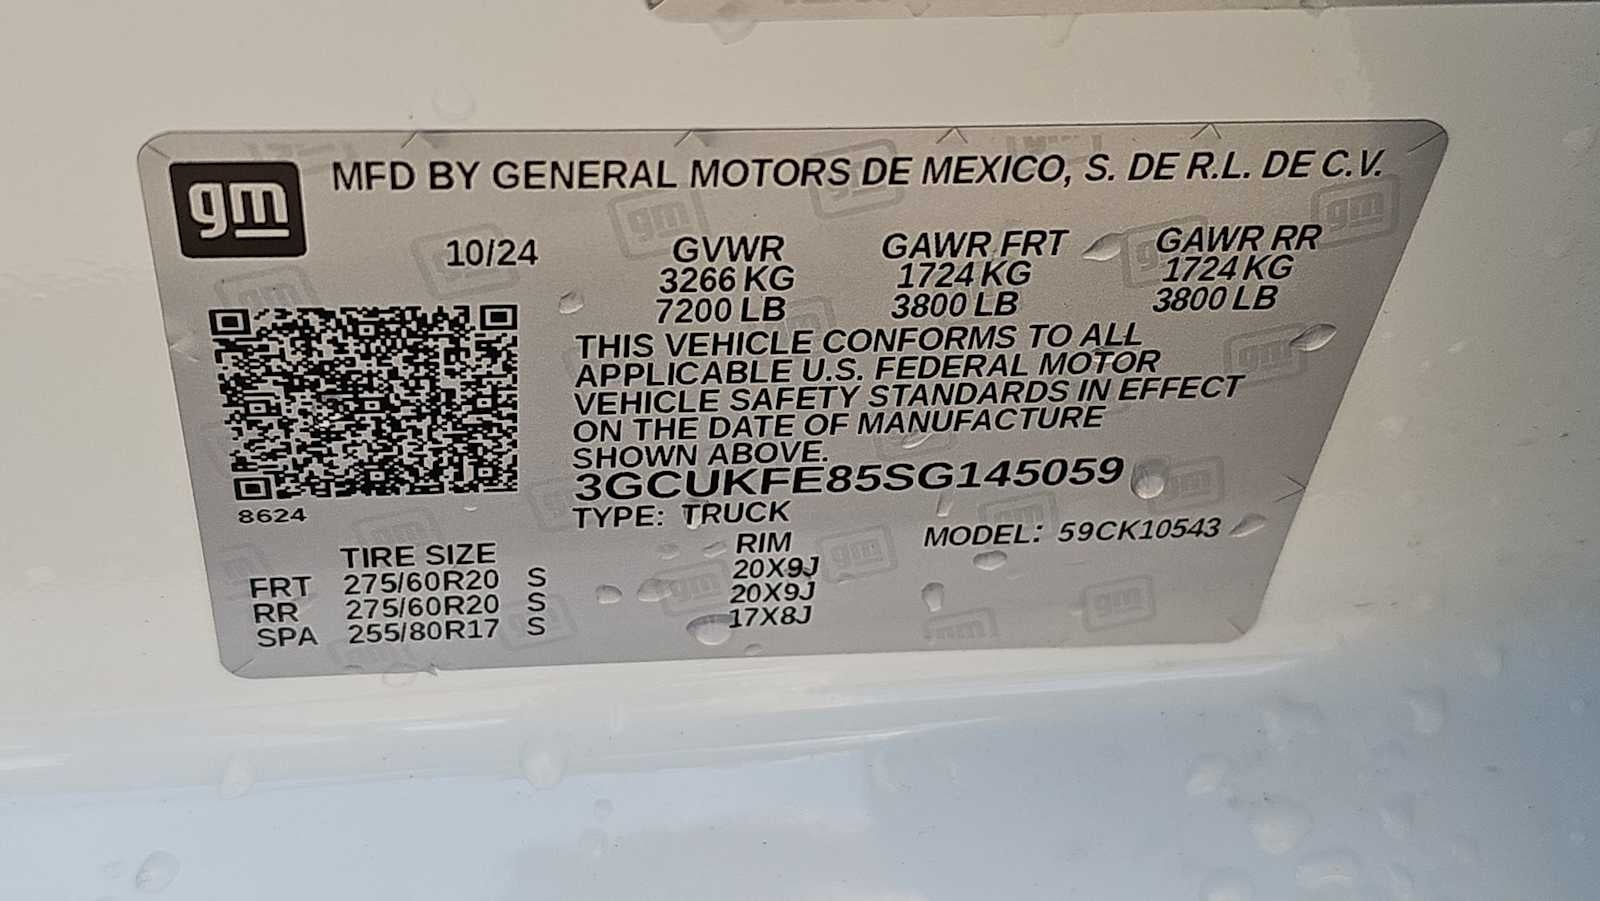 gm
MFD BY GENERAL MOTORS DE MEXICO, S. DE R.L. DE C.V.
10/24 GVWR GAWR FRT GAWR RR
3266 KG 1724 KG 1724 KG
7200 LB 3800 LB 3800 LB
THIS VEHICLE CONFORMS TO ALL
APPLICABLE U.S. FEDERAL MOTOR
VEHICLE SAFETY STANDARDS IN EFFECT
ON THE DATE OF MANUFACTURE
SHOWN ABOVE.
3GCUKFE85SG145059
8624
TYPE: TRUCK MODEL: 59CK10543
TIRE SIZE RIM
FRT 275/60R20 S 20X9J
RR 275/60R20 S 20X9J
SPA 255/80R17 S 17X8J